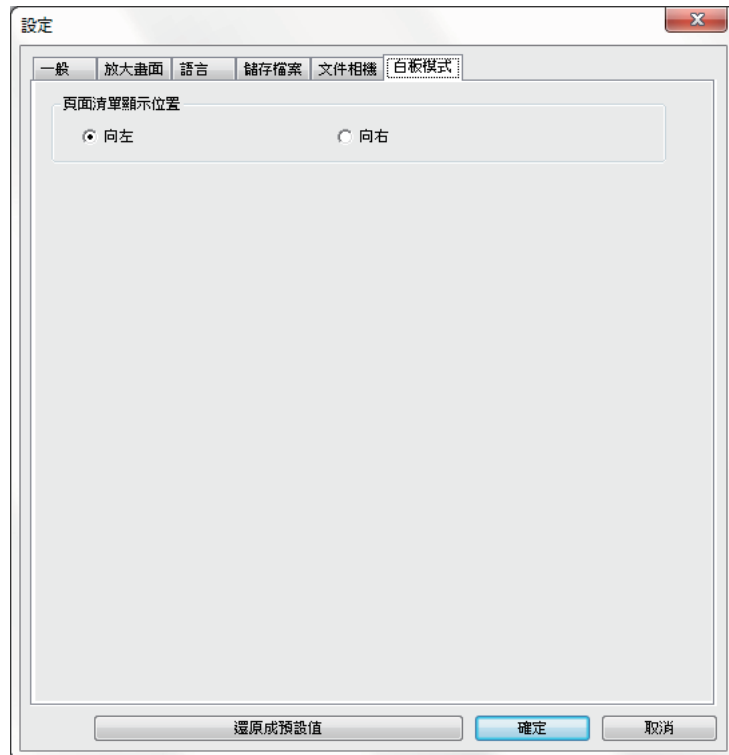 設定
一般 放大畫面 語言 儲存檔案 文件相機 白板模式
頁面清單顯示位置
向左 向右
還原成預設值 確定 取消